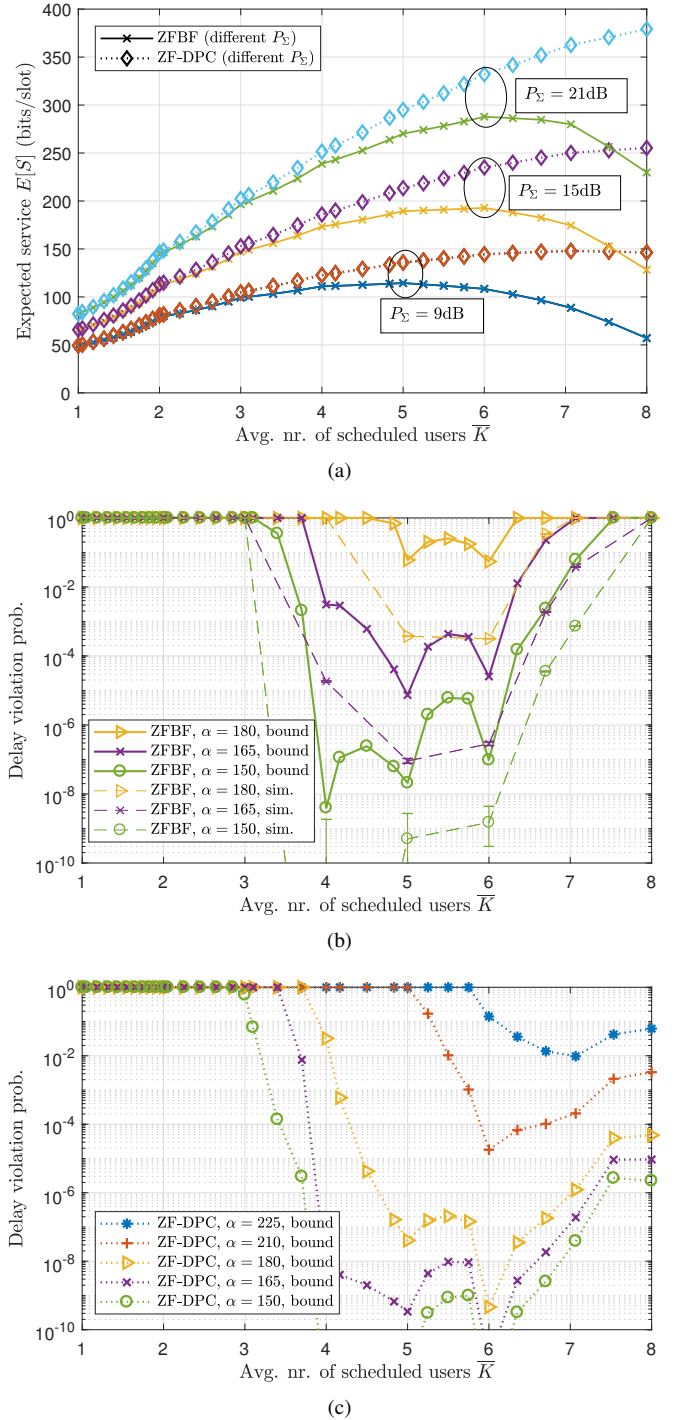 400
350
300
250
200
150
100
50
0
Expected service E[S] (bits/slot)
ZFBF (different P_Σ)
ZF-DPC (different P_Σ)
P_Σ = 21dB
P_Σ = 15dB
P_Σ = 9dB
1 2 3 4 5 6 7 8
Avg. nr. of scheduled users K̅
(a)
10^0
10^-2
10^-4
10^-6
10^-8
10^-10
Delay violation prob.
ZFBF, α = 180, bound
ZFBF, α = 165, bound
ZFBF, α = 150, bound
ZFBF, α = 180, sim.
ZFBF, α = 165, sim.
ZFBF, α = 150, sim.
1 2 3 4 5 6 7 8
Avg. nr. of scheduled users K̅
(b)
10^0
10^-2
10^-4
10^-6
10^-8
10^-10
Delay violation prob.
ZF-DPC, α = 225, bound
ZF-DPC, α = 210, bound
ZF-DPC, α = 180, bound
ZF-DPC, α = 165, bound
ZF-DPC, α = 150, bound
1 2 3 4 5 6 7 8
Avg. nr. of scheduled users K̅
(c)